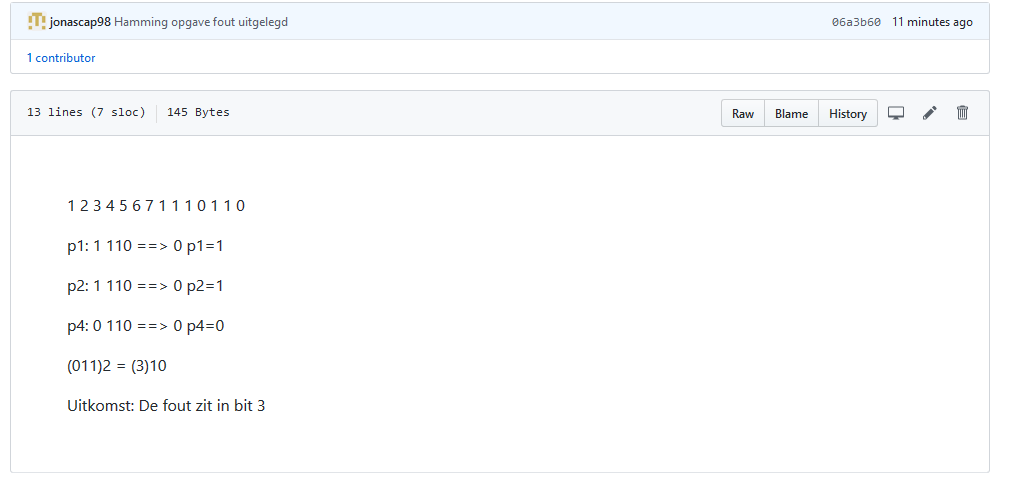 jonascap98 Hamming opgave fout uitgelegd 06a3b60 11 minutes ago
1 contributor
13 lines (7 sloc) 145 Bytes Raw Blame History
1 2 3 4 5 6 7 1 1 1 0 1 1 0
p1: 1 110 ==> 0 p1=1
p2: 1 110 ==> 0 p2=1
p4: 0 110 ==> 0 p4=0
(011)2 = (3)10
Uitkomst: De fout zit in bit 3